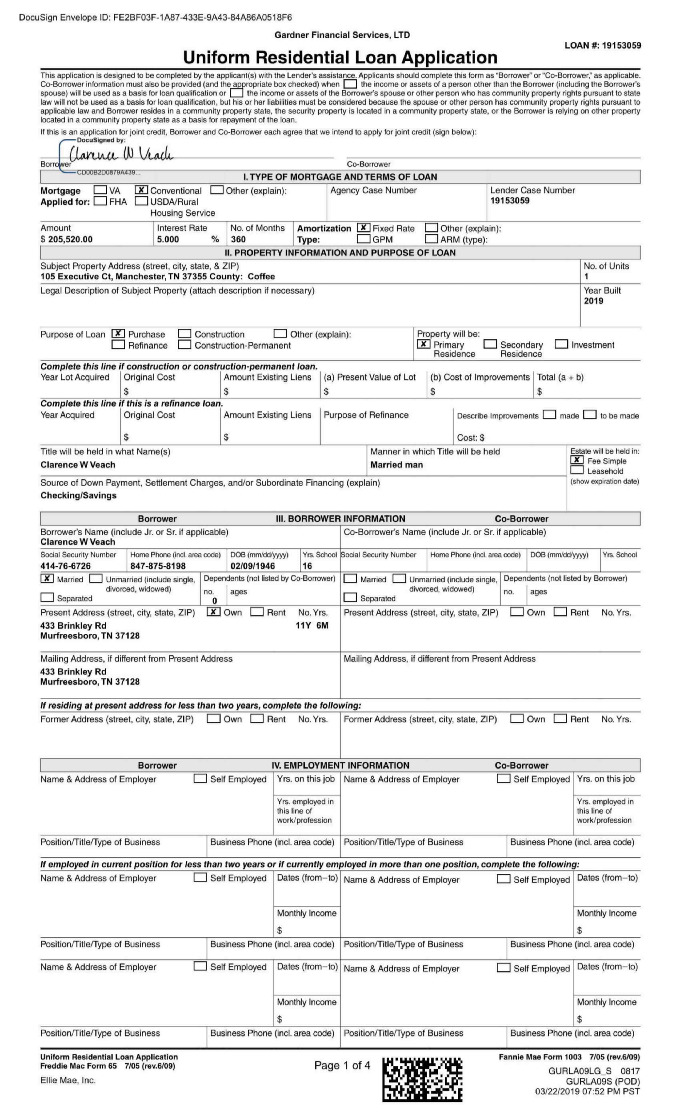 DocuSign Envelope ID: FE2BF03F-1A87-433E-9A43-84A86A0518F6
Gardner Financial Services, LTD
LOAN #: 19153059
Uniform Residential Loan Application
This application is designed to be completed by the applicant(s) with the Lender's assistance. Applicants should complete this form as "Borrower" or "Co-Borrower," as applicable.
Co-Borrower information must also be provided (and the appropriate box checked) when the income or assets of a person other than the Borrower (including the Borrower's
spouse) will be used as a basis for loan qualification or the income or assets of the Borrower's spouse or other person who has community property rights pursuant to state
law will not be used as a basis for loan qualification, but his or her liabilities must be considered because the spouse or other person has community property rights pursuant to
applicable law and Borrower resides in a community property state, the security property is located in a community property state, or the Borrower is relying on other property
located in a community property state as a basis for repayment of the loan.
If this is an application for joint credit, Borrower and Co-Borrower each agree that we intend to apply for joint credit (sign below):
DocuSigned by:
Clarence W Veach
Borrower Co-Borrower
CD00B2D0879A439...
I. TYPE OF MORTGAGE AND TERMS OF LOAN
Mortgage VA X Conventional Other (explain): Agency Case Number Lender Case Number
Applied for: FHA USDA/Rural 19153059
Housing Service
Amount Interest Rate No. of Months Amortization X Fixed Rate Other (explain):
$ 205,520.00 5.000 % 360 Type: GPM ARM (type):
II. PROPERTY INFORMATION AND PURPOSE OF LOAN
Subject Property Address (street, city, state, & ZIP) No. of Units
105 Executive Ct, Manchester, TN 37355 County: Coffee 1
Legal Description of Subject Property (attach description if necessary) Year Built
2019
Purpose of Loan X Purchase Construction Other (explain): Property will be:
Refinance Construction-Permanent X Primary Residence Secondary Residence Investment
Complete this line if construction or construction-permanent loan.
Year Lot Acquired Original Cost Amount Existing Liens (a) Present Value of Lot (b) Cost of Improvements Total (a + b)
$ $ $ $ $
Complete this line if this is a refinance loan.
Year Acquired Original Cost Amount Existing Liens Purpose of Refinance Describe Improvements made to be made
$ $ Cost: $
Title will be held in what Name(s) Manner in which Title will be held Estate will be held in:
Clarence W Veach Married man X Fee Simple
Leasehold
Source of Down Payment, Settlement Charges, and/or Subordinate Financing (explain) (show expiration date)
Checking/Savings
Borrower III. BORROWER INFORMATION Co-Borrower
Borrower's Name (include Jr. or Sr. if applicable) Co-Borrower's Name (include Jr. or Sr. if applicable)
Clarence W Veach
Social Security Number Home Phone (incl. area code) DOB (mm/dd/yyyy) Yrs. School Social Security Number Home Phone (incl. area code) DOB (mm/dd/yyyy) Yrs. School
414-76-6726 847-875-8198 02/09/1946 16
X Married Unmarried (include single, Dependents (not listed by Co-Borrower) Married Unmarried (include single, Dependents (not listed by Borrower)
divorced, widowed) no. ages divorced, widowed) no. ages
Separated 0 Separated
Present Address (street, city, state, ZIP) X Own Rent No. Yrs. Present Address (street, city, state, ZIP) Own Rent No. Yrs.
433 Brinkley Rd 11Y 6M
Murfreesboro, TN 37128
Mailing Address, if different from Present Address Mailing Address, if different from Present Address
433 Brinkley Rd
Murfreesboro, TN 37128
If residing at present address for less than two years, complete the following:
Former Address (street, city, state, ZIP) Own Rent No. Yrs. Former Address (street, city, state, ZIP) Own Rent No. Yrs.
Borrower IV. EMPLOYMENT INFORMATION Co-Borrower
Name & Address of Employer Self Employed Yrs. on this job Name & Address of Employer Self Employed Yrs. on this job
Yrs. employed in Yrs. employed in
this line of this line of
work/profession work/profession
Position/Title/Type of Business Business Phone (incl. area code) Position/Title/Type of Business Business Phone (incl. area code)
If employed in current position for less than two years or if currently employed in more than one position, complete the following:
Name & Address of Employer Self Employed Dates (from–to) Name & Address of Employer Self Employed Dates (from–to)
Monthly Income Monthly Income
$ $
Position/Title/Type of Business Business Phone (incl. area code) Position/Title/Type of Business Business Phone (incl. area code)
Name & Address of Employer Self Employed Dates (from–to) Name & Address of Employer Self Employed Dates (from–to)
Monthly Income Monthly Income
$ $
Position/Title/Type of Business Business Phone (incl. area code) Position/Title/Type of Business Business Phone (incl. area code)
Uniform Residential Loan Application Fannie Mae Form 1003 7/05 (rev.6/09)
Freddie Mac Form 65 7/05 (rev.6/09) Page 1 of 4
GURLA09LG_S 0817
Ellie Mae, Inc. GURLA09S (POD)
03/22/2019 07:52 PM PST